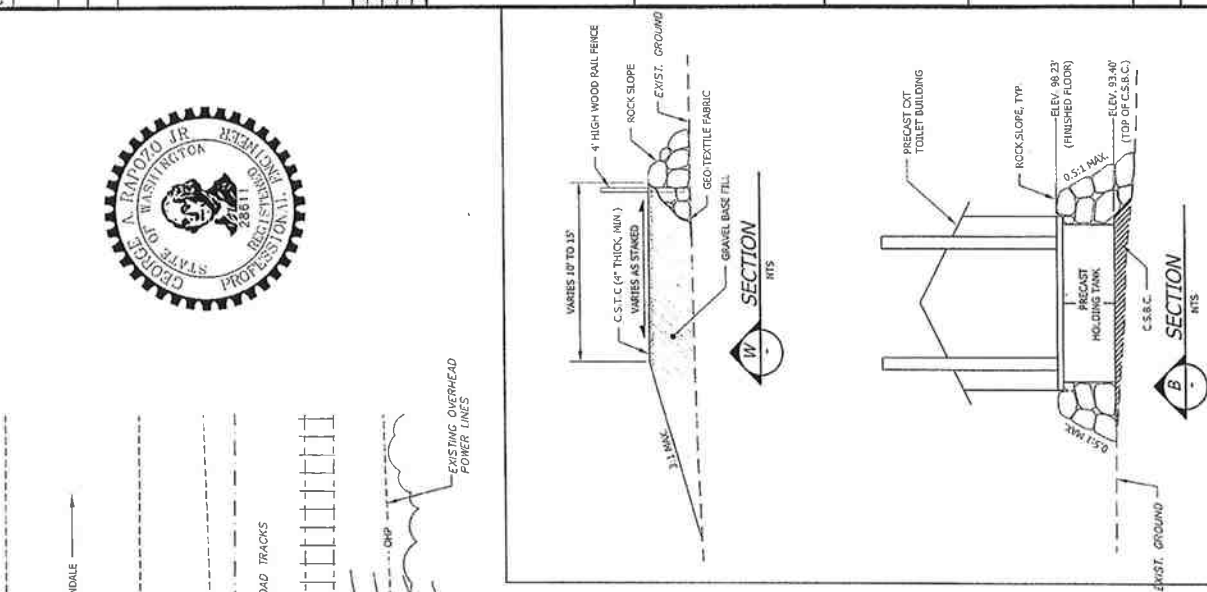 GEORGE A. RAPOZO JR
STATE OF WASHINGTON
28611
REGISTERED
PROFESSIONAL ENGINEER
NDALE
OAD TRACKS
OHP
EXISTING OVERHEAD
POWER LINES
VARIES 10' TO 15'
C.S.T.C (4" THICK, MIN.)
VARIES AS STAKED
4' HIGH WOOD RAIL FENCE
ROCK SLOPE
EXIST. GROUND
GEO-TEXTILE FABRIC
GRAVEL BASE FILL
3:1 MAX.
W
-
SECTION
NTS
PRECAST CXT
TOILET BUILDING
ROCK SLOPE, TYP.
ELEV. 98.23'
(FINISHED FLOOR)
0.5:1 MAX.
ELEV. 93.40'
(TOP OF C.S.B.C.)
PRECAST
HOLDING TANK
C.S.B.C.
0.5:1 MAX.
EXIST. GROUND
B
-
SECTION
NTS